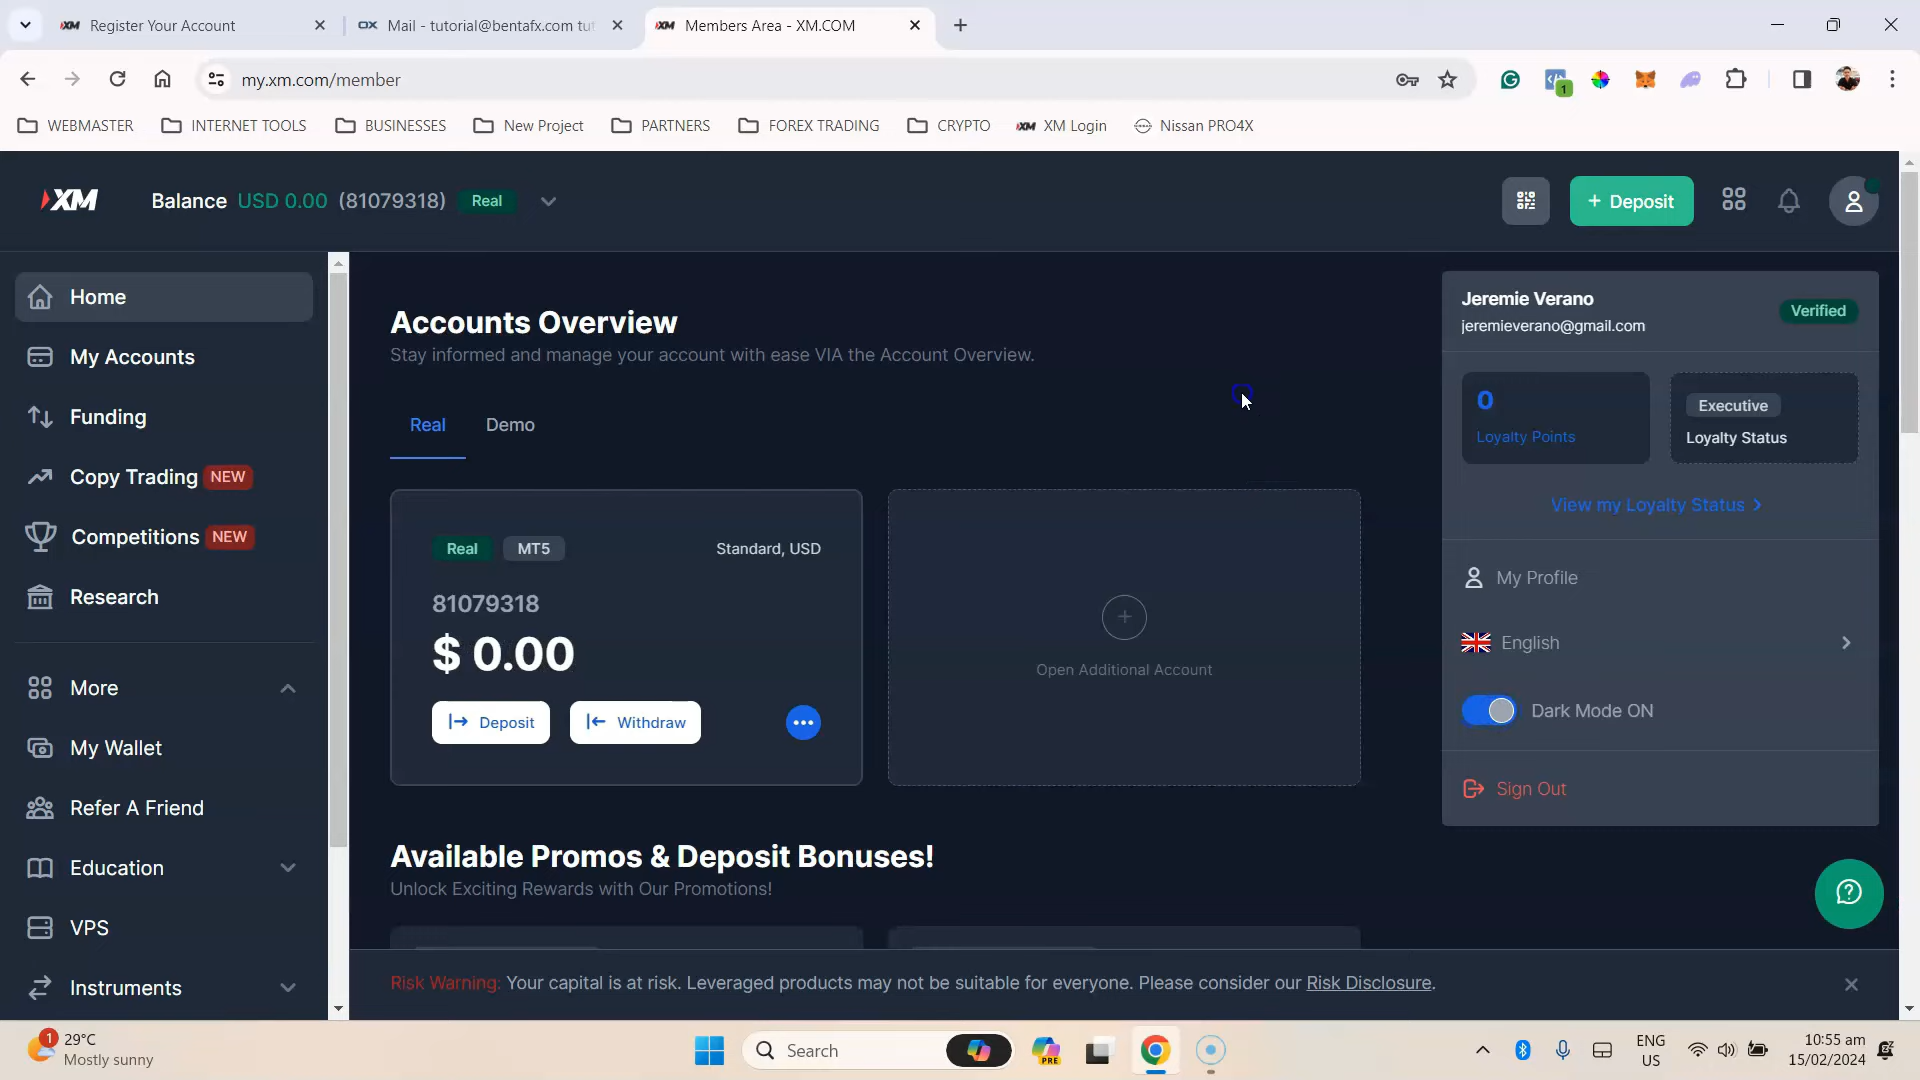 Register Your Account
Mail - tutorial@bentafx.com tut
Members Area - XM.COM
my.xm.com/member
1
WEBMASTER
INTERNET TOOLS
BUSINESSES
New Project
PARTNERS
FOREX TRADING
CRYPTO
XM Login
Nissan PRO4X
XM
Balance USD 0.00 (81079318) Real
+ Deposit
Home
My Accounts
Funding
Copy Trading NEW
Competitions NEW
Research
More
My Wallet
Refer A Friend
Education
VPS
Instruments
Accounts Overview
Stay informed and manage your account with ease VIA the Account Overview.
Real Demo
Real MT5 Standard, USD
81079318
$ 0.00
Deposit Withdraw
Open Additional Account
Available Promos & Deposit Bonuses!
Unlock Exciting Rewards with Our Promotions!
Jeremie Verano
jeremieverano@gmail.com
Verified
0
Loyalty Points
Executive
Loyalty Status
View my Loyalty Status
My Profile
English
Dark Mode ON
Sign Out
Risk Warning: Your capital is at risk. Leveraged products may not be suitable for everyone. Please consider our Risk Disclosure.
1
29°C
Mostly sunny
Search
PRE
ENG
US
10:55 am
15/02/2024